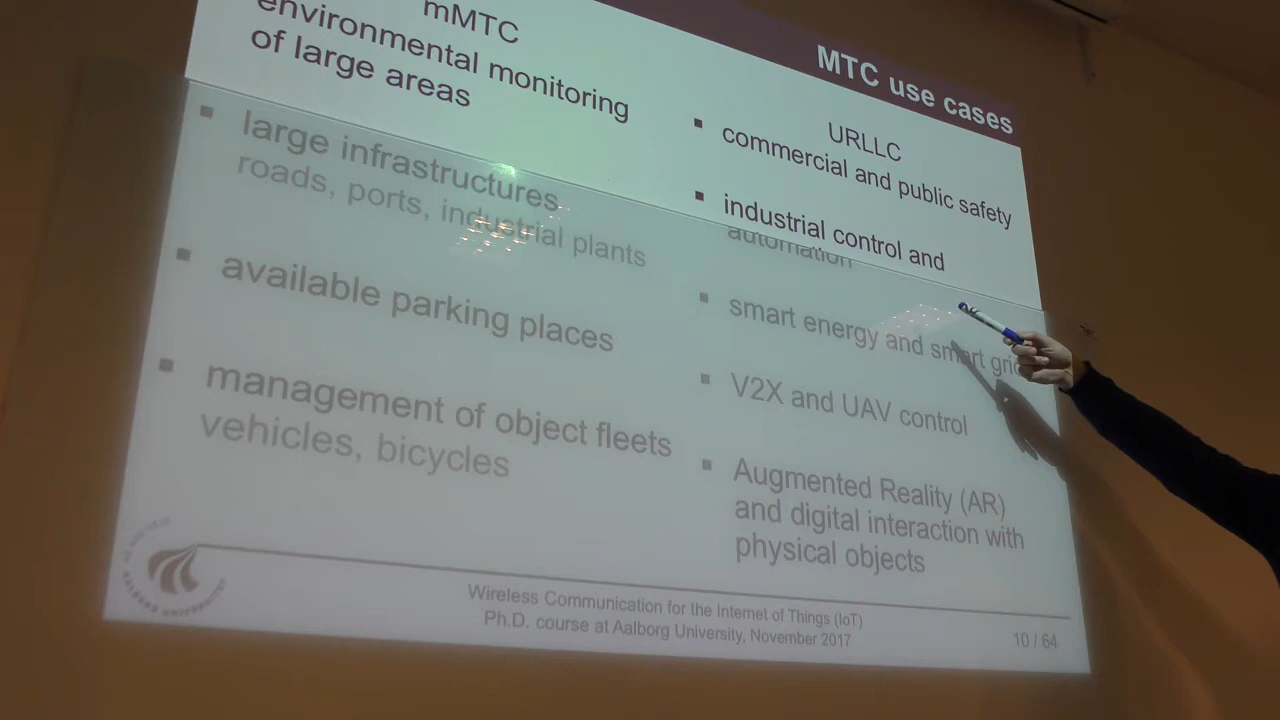 MTC use cases
mMTC
environmental monitoring
of large areas
large infrastructures
roads, ports, industrial plants
available parking places
management of object fleets
vehicles, bicycles
URLLC
commercial and public safety
industrial control and
automation
smart energy and smart grid
V2X and UAV control
Augmented Reality (AR)
and digital interaction with
physical objects
Wireless Communication for the Internet of Things (IoT)
Ph.D. course at Aalborg University, November 2017
10 / 64